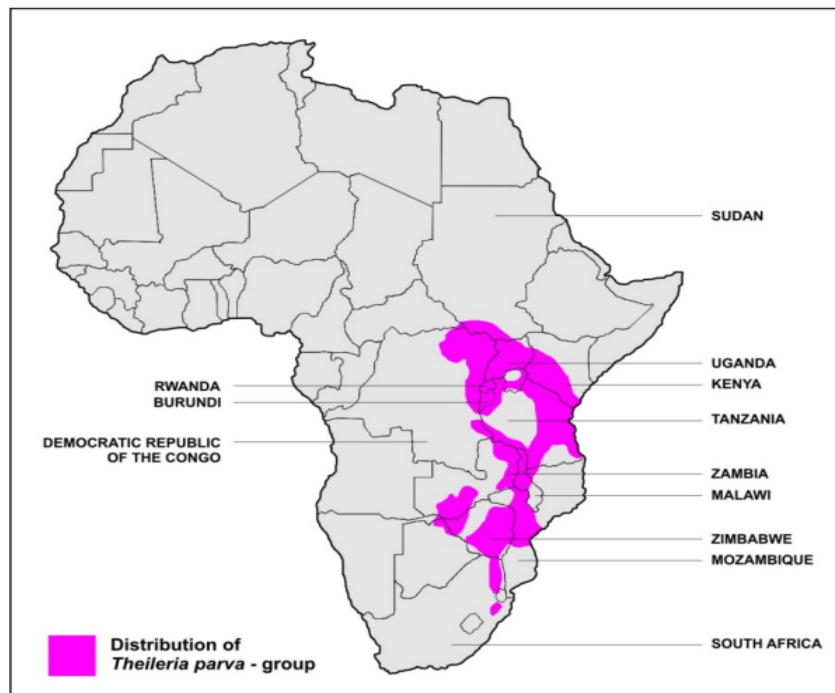 SUDAN
UGANDA
RWANDA
KENYA
BURUNDI
TANZANIA
DEMOCRATIC REPUBLIC
OF THE CONGO
ZAMBIA
MALAWI
ZIMBABWE
MOZAMBIQUE
Distribution of
Theileria parva - group
SOUTH AFRICA